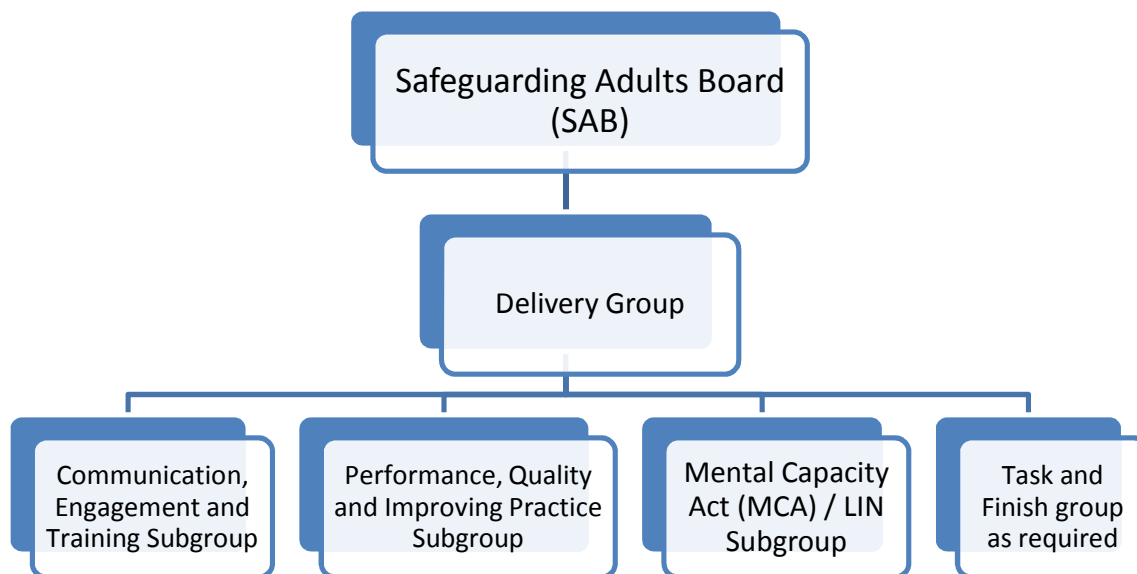 Safeguarding Adults Board
(SAB)
Delivery Group
Communication,
Engagement and
Training Subgroup
Performance, Quality
and Improving Practice
Subgroup
Mental Capacity
Act (MCA) / LIN
Subgroup
Task and
Finish group
as required